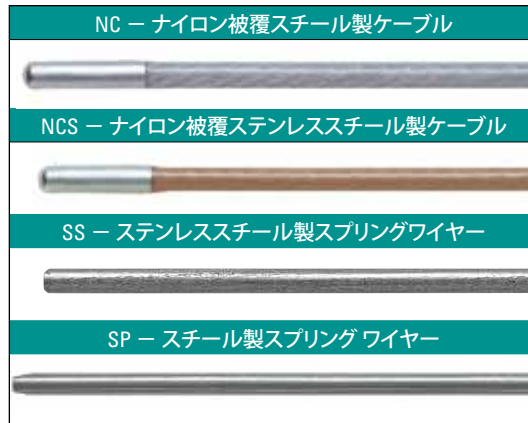 NC － ナイロン被覆スチール製ケーブル
NCS － ナイロン被覆ステンレススチール製ケーブル
SS － ステンレススチール製スプリングワイヤー
SP － スチール製スプリング ワイヤー